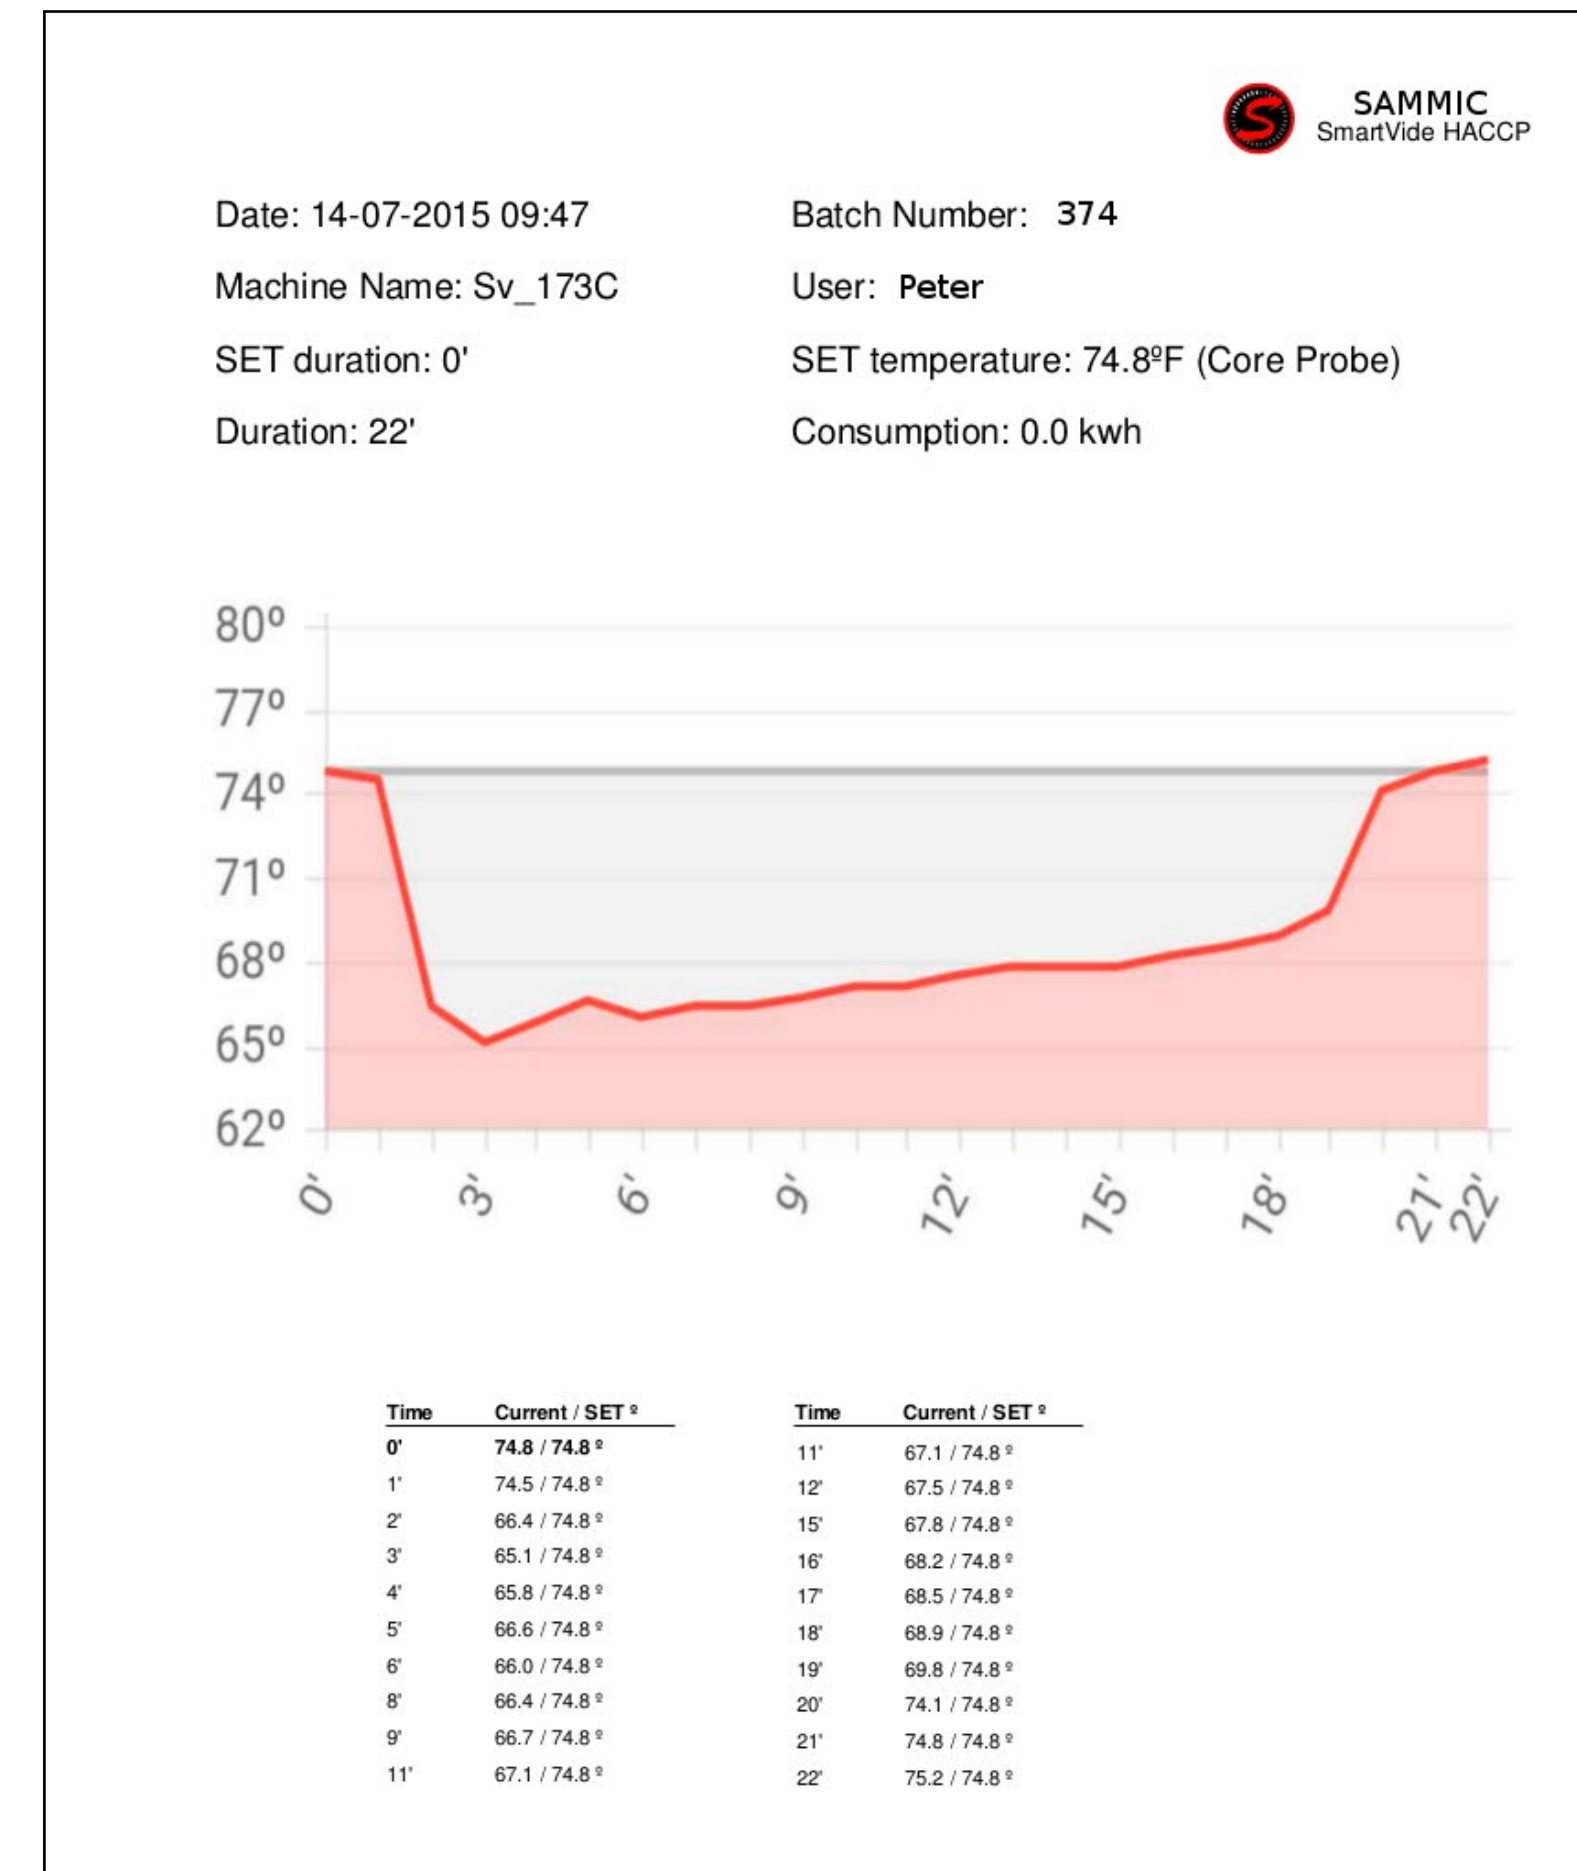 SAMMIC
SmartVide HACCP
Date: 14-07-2015 09:47
Batch Number: 374
Machine Name: Sv_173C
User: Peter
SET duration: 0'
SET temperature: 74.8ºF (Core Probe)
Duration: 22'
Consumption: 0.0 kwh
80º
77º
74º
71º
68º
65º
62º
0' 3' 6' 9' 12' 15' 18' 21' 22'
Time Current / SET º
0' 74.8 / 74.8 º
1' 74.5 / 74.8 º
2' 66.4 / 74.8 º
3' 65.1 / 74.8 º
4' 65.8 / 74.8 º
5' 66.6 / 74.8 º
6' 66.0 / 74.8 º
8' 66.4 / 74.8 º
9' 66.7 / 74.8 º
11' 67.1 / 74.8 º
Time Current / SET º
11' 67.1 / 74.8 º
12' 67.5 / 74.8 º
15' 67.8 / 74.8 º
16' 68.2 / 74.8 º
17' 68.5 / 74.8 º
18' 68.9 / 74.8 º
19' 69.8 / 74.8 º
20' 74.1 / 74.8 º
21' 74.8 / 74.8 º
22' 75.2 / 74.8 º